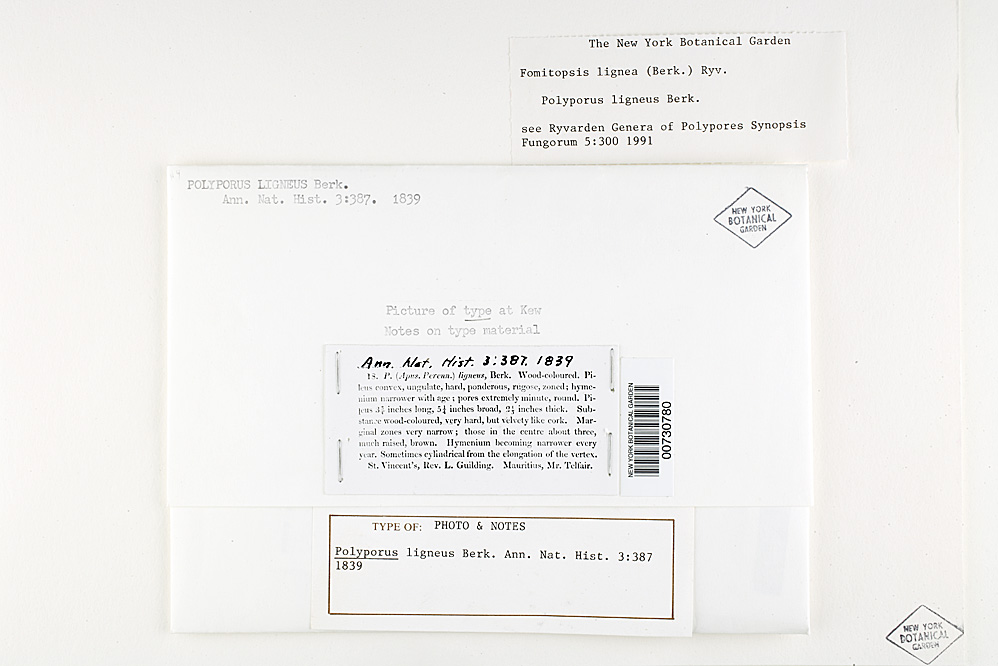 The New York Botanical Garden
Fomitopsis lignea (Berk.) Ryv.
Polyporus ligneus Berk.
see Ryvarden Genera of Polypores Synopsis
Fungorum 5:300 1991
POLYPORUS LIGNEUS Berk.
Ann. Nat. Hist. 3:387. 1839
NEW YORK
BOTANICAL
GARDEN
Picture of type at Kew
Notes on type material
Ann. Nat. Hist. 3:387. 1839
18. P. (Apus. Perenn.) ligneus, Berk. Wood-coloured. Pi-
leus convex, ungulate, hard, ponderous, rugose, zoned; hyme-
nium narrower with age; pores extremely minute, round. Pi-
leus inches long, 5¼ inches broad, inches thick. Sub-
stance wood-coloured, very hard, but velvety like cork. Mar-
ginal zones very narrow; those in the centre about three,
much raised, brown. Hymenium becoming narrower every
year. Sometimes cylindrical from the elongation of the vertex.
St. Vincent's, Rev. L. Guilding. Mauritius, Mr. Telfair.
NEW YORK BOTANICAL GARDEN
00730780
TYPE OF: PHOTO & NOTES
Polyporus ligneus Berk. Ann. Nat. Hist. 3:387
1839
NEW YORK
BOTANICAL
GARDEN